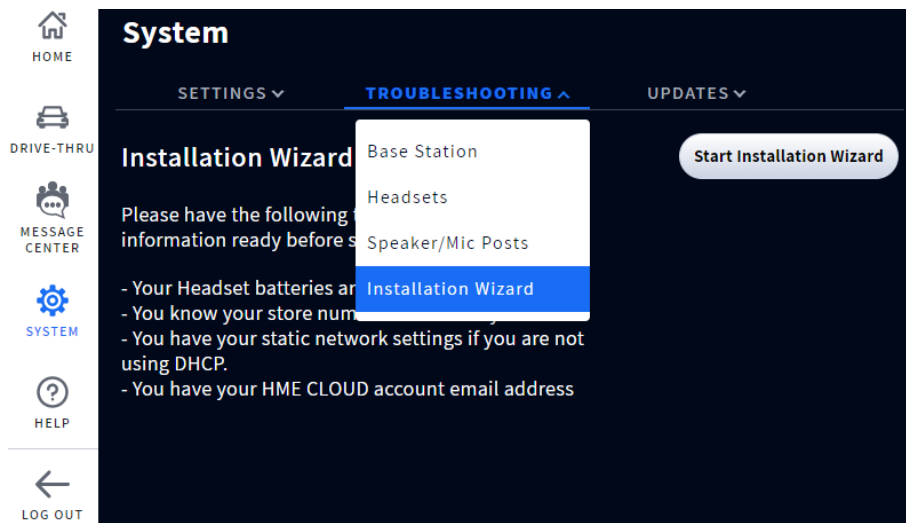 HOME
DRIVE-THRU
MESSAGE
CENTER
SYSTEM
HELP
LOG OUT
System
SETTINGS
TROUBLESHOOTING
UPDATES
Base Station
Headsets
Speaker/Mic Posts
Installation Wizard
Installation Wizard
Start Installation Wizard
Please have the following
information ready before
- Your Headset batteries
- You know your store
- You have your static network settings if you are not
using DHCP.
- You have your HME CLOUD account email address